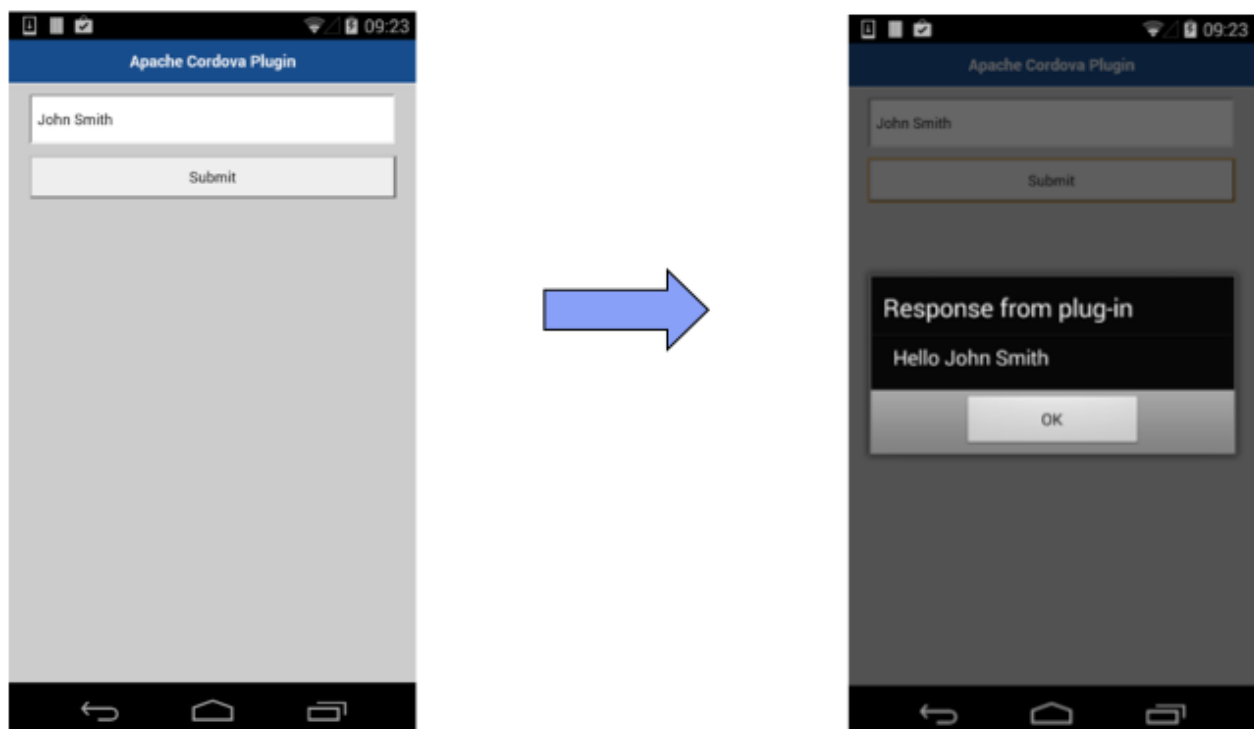 09:23
Apache Cordova Plugin
John Smith
Submit
09:23
Apache Cordova Plugin
John Smith
Submit
Response from plug-in
Hello John Smith
OK